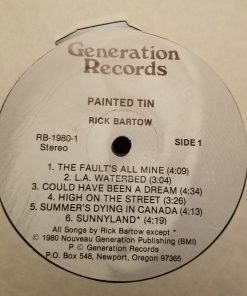 Generation
Records
PAINTED TIN
RICK BARTOW
RB-1980-1
Stereo
SIDE 1
1. THE FAULT'S ALL MINE (4:09)
2. L.A. WATERBED (3:04)
3. COULD HAVE BEEN A DREAM (4:34)
4. HIGH ON THE STREET (3:26)
5. SUMMER'S DYING IN CANADA (4:13)
6. SUNNYLAND* (4:19)
All Songs by Rick Bartow except *
© 1980 Nouveau Generation Publishing (BMI)
℗ © Generation Records
P.O. Box 548, Newport, Oregon 97365